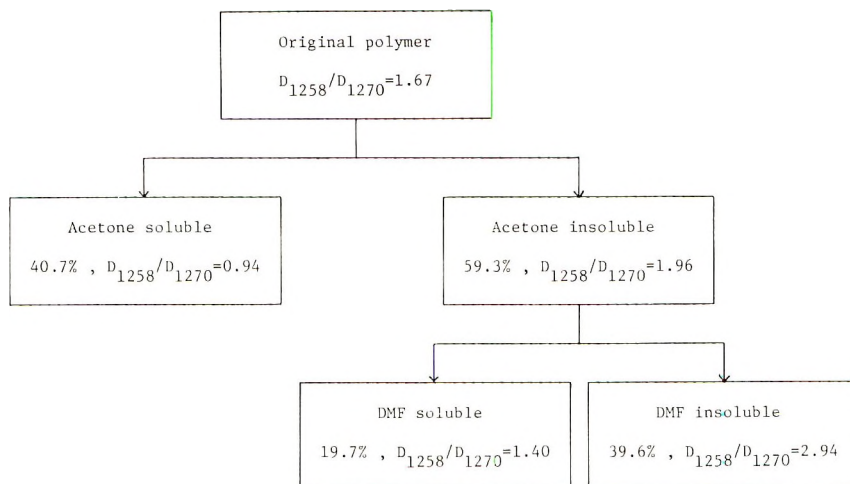 Original polymer
D1258/D1270=1.67
Acetone soluble
40.7% , D1258/D1270=0.94
Acetone insoluble
59.3% , D1258/D1270=1.96
DMF soluble
19.7% , D1258/D1270=1.40
DMF insoluble
39.6% , D1258/D1270=2.94